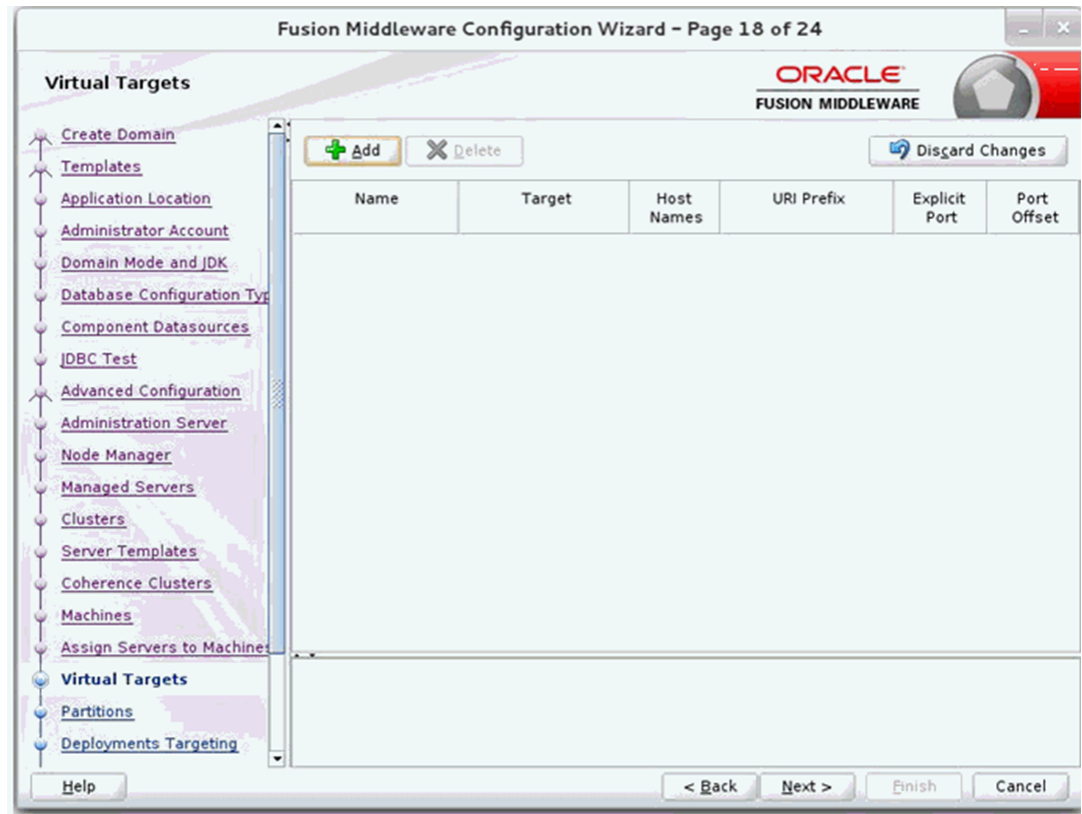 Fusion Middleware Configuration Wizard – Page 18 of 24
Virtual Targets
ORACLE
FUSION MIDDLEWARE
Create Domain
Templates
Application Location
Administrator Account
Domain Mode and JDK
Database Configuration Typ
Component Datasources
JDBC Test
Advanced Configuration
Administration Server
Node Manager
Managed Servers
Clusters
Server Templates
Coherence Clusters
Machines
Assign Servers to Machines
Virtual Targets
Partitions
Deployments Targeting
Add Delete Discard Changes
Name Target Host Names URI Prefix Explicit Port Port Offset
Help < Back Next > Finish Cancel